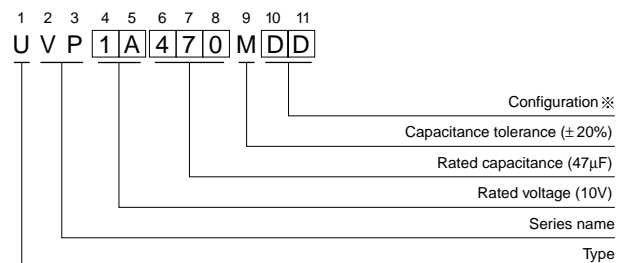 1 2 3 4 5 6 7 8 9 10 11
U V P 1 A 4 7 0 M D D
Configuration ※
Capacitance tolerance (± 20%)
Rated capacitance (47µF)
Rated voltage (10V)
Series name
Type